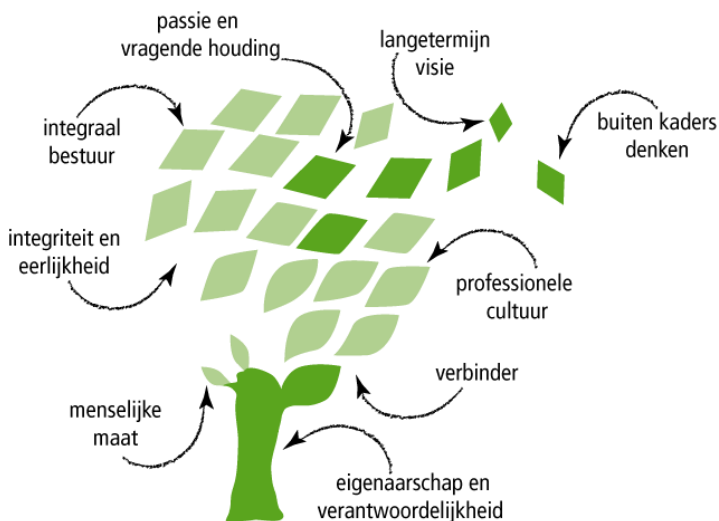 passie en
vragende houding
langetermijn
visie
integraal
bestuur
buiten kaders
denken
integriteit en
eerlijkheid
professionele
cultuur
verbinder
menselijke
maat
eigenaarschap en
verantwoordelijkheid